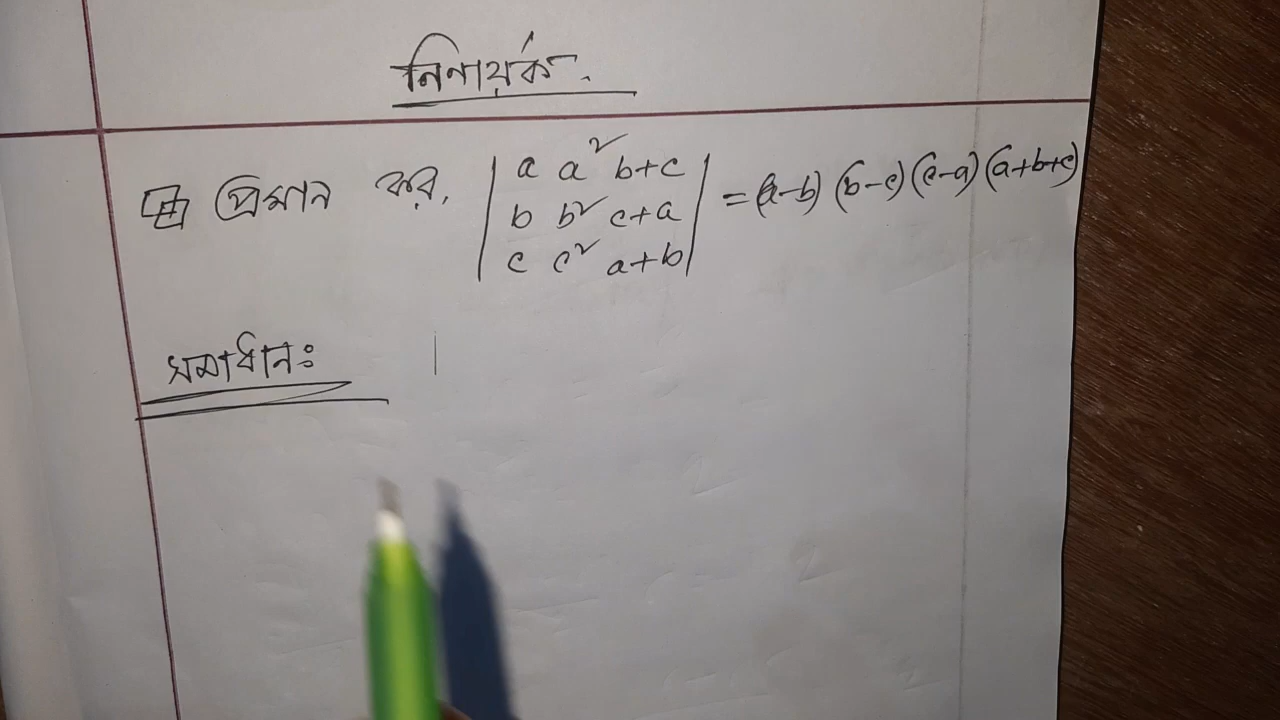 নির্ণায়ক.
প্রমান কর, | a a² b+c | = (a-b) (b-c) (c-a) (a+b+c)
| b b² c+a |
| c c² a+b |
সমাধানঃ